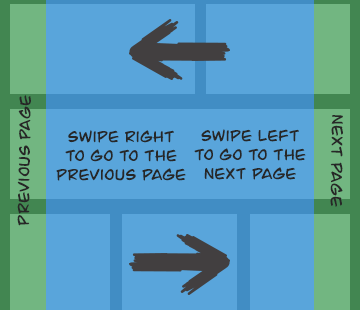 PREVIOUS PAGE
SWIPE RIGHT
TO GO TO THE
PREVIOUS PAGE
SWIPE LEFT
TO GO TO THE
NEXT PAGE
NEXT PAGE